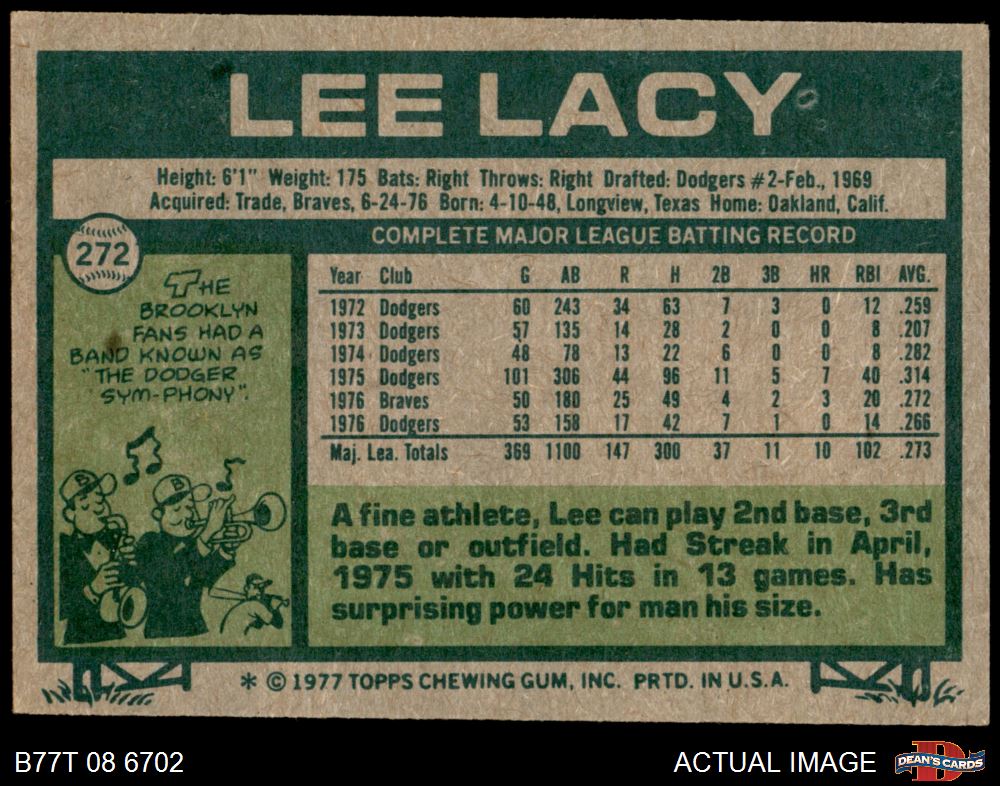 LEE LACY
Height: 6'1" Weight: 175 Bats: Right Throws: Right Drafted: Dodgers #2-Feb., 1969
Acquired: Trade, Braves, 6-24-76 Born: 4-10-48, Longview, Texas Home: Oakland, Calif.
272
COMPLETE MAJOR LEAGUE BATTING RECORD
THE
BROOKLYN
FANS HAD A
BAND KNOWN AS
"THE DODGER
SYM-PHONY".
B
B
Year Club G AB R H 2B 3B HR RBI AVG.
1972 Dodgers 60 243 34 63 7 3 0 12 .259
1973 Dodgers 57 135 14 28 2 0 0 8 .207
1974 Dodgers 48 78 13 22 6 0 0 8 .282
1975 Dodgers 101 306 44 96 11 5 7 40 .314
1976 Braves 50 180 25 49 4 2 3 20 .272
1976 Dodgers 53 158 17 42 7 1 0 14 .266
Maj. Lea. Totals 369 1100 147 300 37 11 10 102 .273
A fine athlete, Lee can play 2nd base, 3rd
base or outfield. Had Streak in April,
1975 with 24 Hits in 13 games. Has
surprising power for man his size.
* © 1977 TOPPS CHEWING GUM, INC. PRTD. IN U.S.A.
B77T 08 6702
ACTUAL IMAGE
D
DEAN'S CARDS